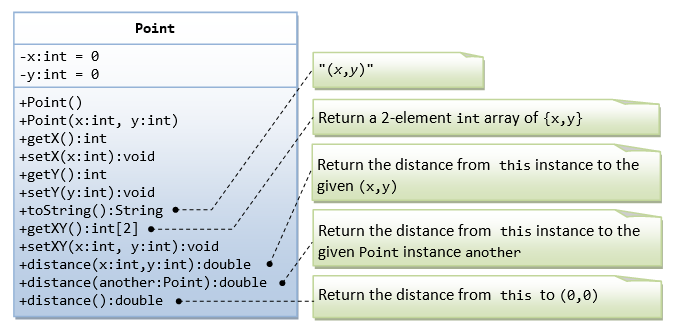 Point
-x:int = 0
-y:int = 0
+Point()
+Point(x:int, y:int)
+getX():int
+setX(x:int):void
+getY():int
+setY(y:int):void
+toString():String
+getXY():int[2]
+setXY(x:int, y:int):void
+distance(x:int,y:int):double
+distance(another:Point):double
+distance():double
"(x,y)"
Return a 2-element int array of {x,y}
Return the distance from this instance to the
given (x,y)
Return the distance from this instance to the
given Point instance another
Return the distance from this to (0,0)